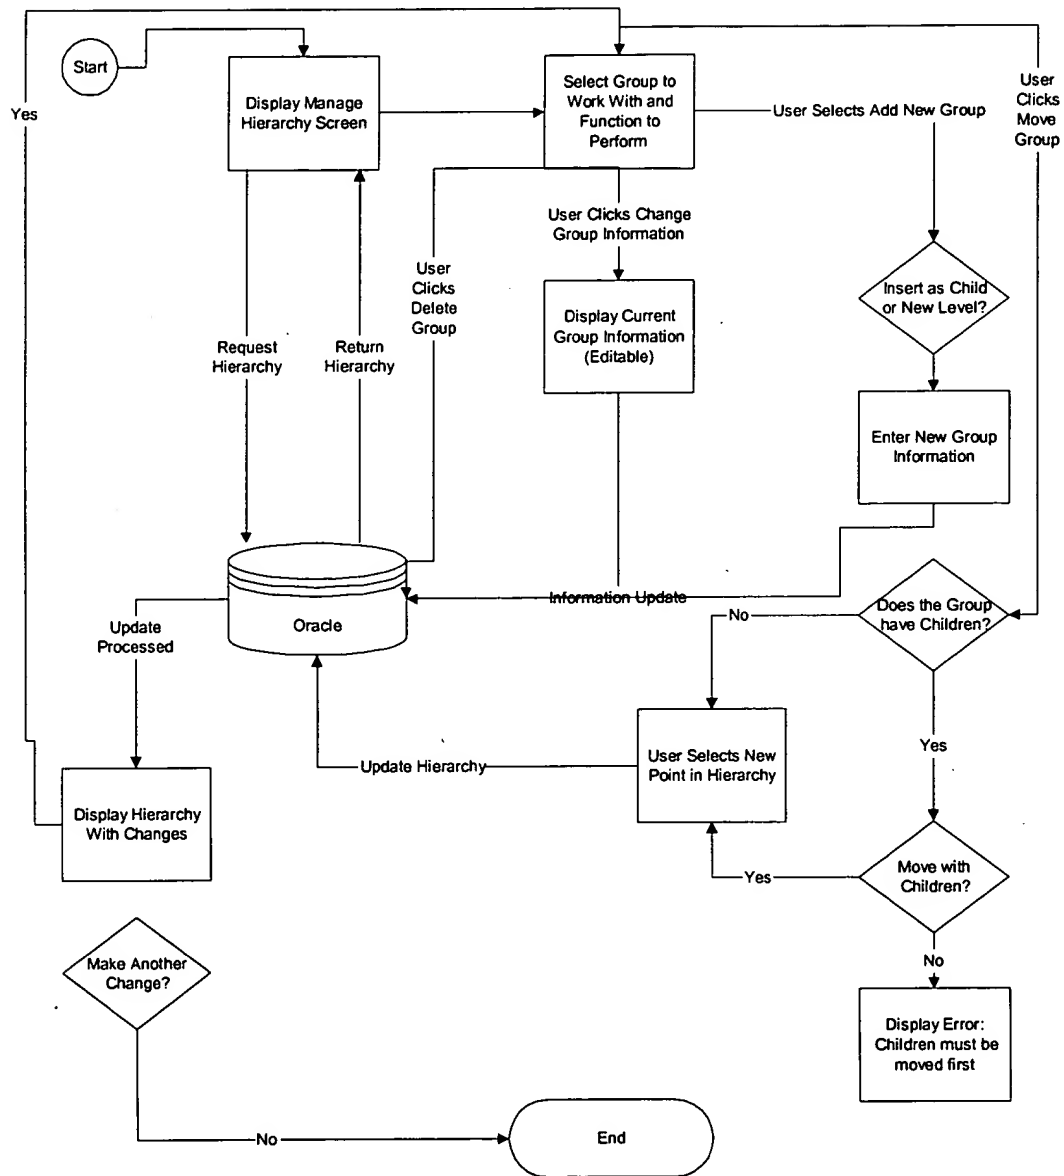 Start
Yes
Display Manage
Hierarchy Screen
Select Group to
Work With and
Function to
Perform
User Selects Add New Group
User
Clicks
Move
Group
User Clicks Change
Group Information
User
Clicks
Delete
Group
Insert as Child
or New Level?
Display Current
Group Information
(Editable)
Request
Hierarchy
Return
Hierarchy
Enter New Group
Information
Information Update
Oracle
Update
Processed
Does the Group
have Children?
No
Yes
User Selects New
Point in Hierarchy
Update Hierarchy
Display Hierarchy
With Changes
Move with
Children?
Yes
No
Make Another
Change?
Display Error:
Children must be
moved first
No
End